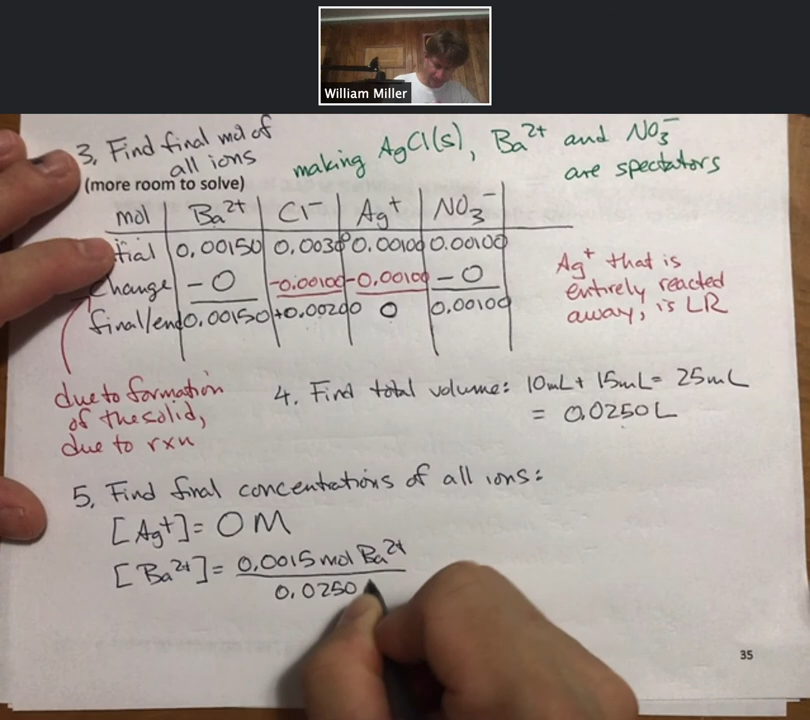 William Miller
3. Find final mol of
all ions
(more room to solve)
making AgCl(s), Ba²⁺ and NO₃⁻
are spectators
mol Ba²⁺ Cl⁻ Ag⁺ NO₃⁻
tial 0.00150 0.0030 0.00100 0.00100
change -0 -0.00100 -0.00100 -0
final/end 0.00150 +0.00200 0 0.00100
Ag⁺ that is
entirely reacted
away, is LR
due to formation
of the solid,
due to rxn
4. Find total volume: 10mL + 15mL = 25mL
= 0.0250L
5. Find final concentrations of all ions:
[Ag⁺] = 0 M
[Ba²⁺] = 0.0015 mol Ba²⁺
0.0250
35